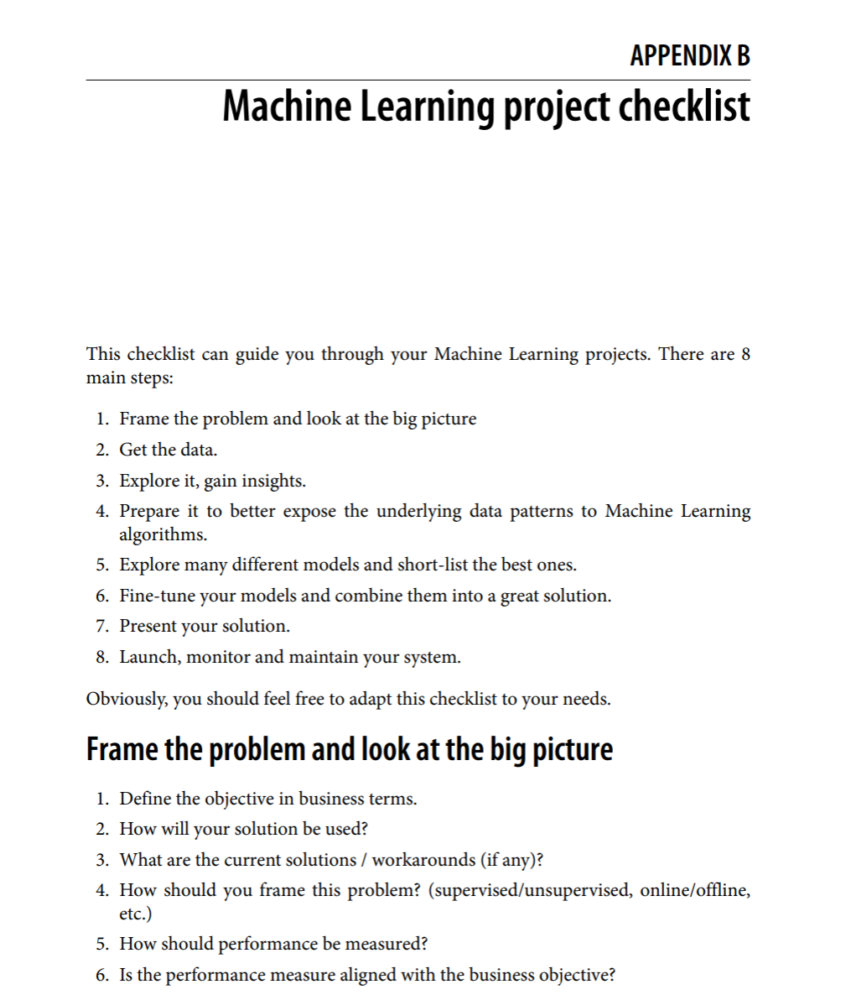 APPENDIX B
Machine Learning project checklist
This checklist can guide you through your Machine Learning projects. There are 8
main steps:
1. Frame the problem and look at the big picture
2. Get the data.
3. Explore it, gain insights.
4. Prepare it to better expose the underlying data patterns to Machine Learning
algorithms.
5. Explore many different models and short-list the best ones.
6. Fine-tune your models and combine them into a great solution.
7. Present your solution.
8. Launch, monitor and maintain your system.
Obviously, you should feel free to adapt this checklist to your needs.
Frame the problem and look at the big picture
1. Define the objective in business terms.
2. How will your solution be used?
3. What are the current solutions / workarounds (if any)?
4. How should you frame this problem? (supervised/unsupervised, online/offline,
etc.)
5. How should performance be measured?
6. Is the performance measure aligned with the business objective?